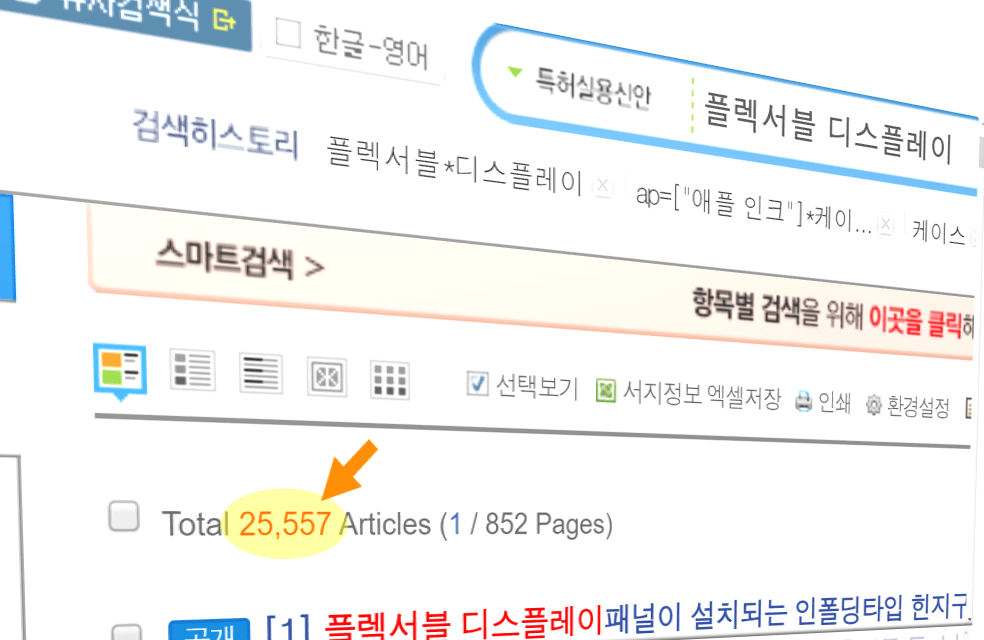 유사검색식
한글-영어
특허실용신안
플렉서블 디스플레이
검색히스토리
플렉서블*디스플레이
ap=["애플 인크"]*케이...
케이스
스마트검색 >
항목별 검색을 위해 이곳을 클릭해
선택보기
서지정보 엑셀저장
인쇄
환경설정
Total 25,557 Articles (1 / 852 Pages)
공개
[1] 플렉서블 디스플레이패널이 설치되는 인폴딩타입 힌지구